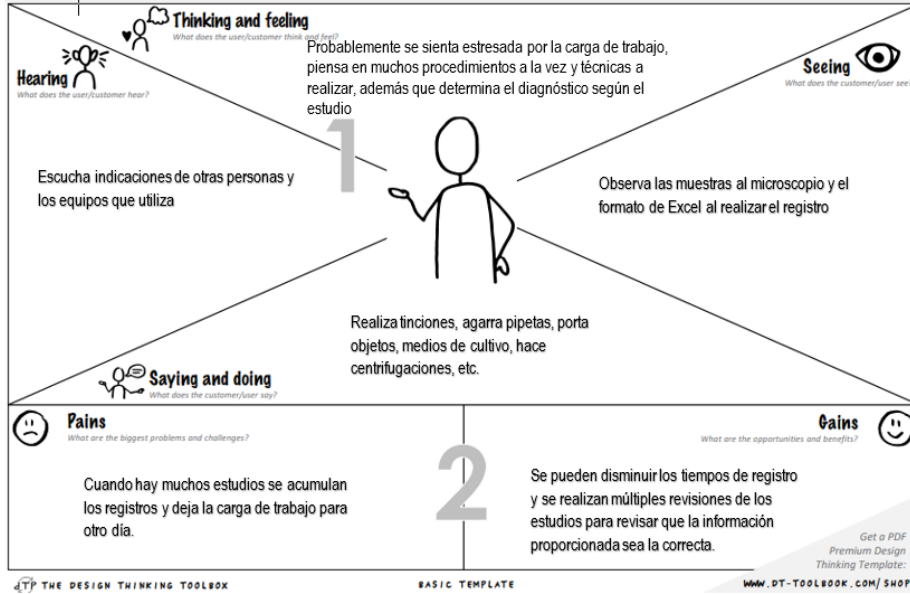 Thinking and feeling
What does the user/customer think and feel?
Probablemente se sienta estresada por la carga de trabajo,
piensa en muchos procedimientos a la vez y técnicas a
realizar, además que determina el diagnóstico según el
estudio
Hearing
What does the user/customer hear?
Seeing
What does the customer/user see
1
Escucha indicaciones de otras personas y
los equipos que utiliza
Observa las muestras al microscopio y el
formato de Excel al realizar el registro
Realiza tinciones, agarra pipetas, porta
objetos, medios de cultivo, hace
centrifugaciones, etc.
Saying and doing
What does the customer/user say?
Pains
What are the biggest problems and challenges?
Cuando hay muchos estudios se acumulan
los registros y deja la carga de trabajo para
otro día.
2
Gains
What are the opportunities and benefits?
Se pueden disminuir los tiempos de registro
y se realizan múltiples revisiones de los
estudios para revisar que la información
proporcionada sea la correcta.
Get a PDF
Premium Design
Thinking Template:
dTP THE DESIGN THINKING TOOLBOX
BASIC TEMPLATE
WWW.DT-TOOLBOOK.COM/SHOP